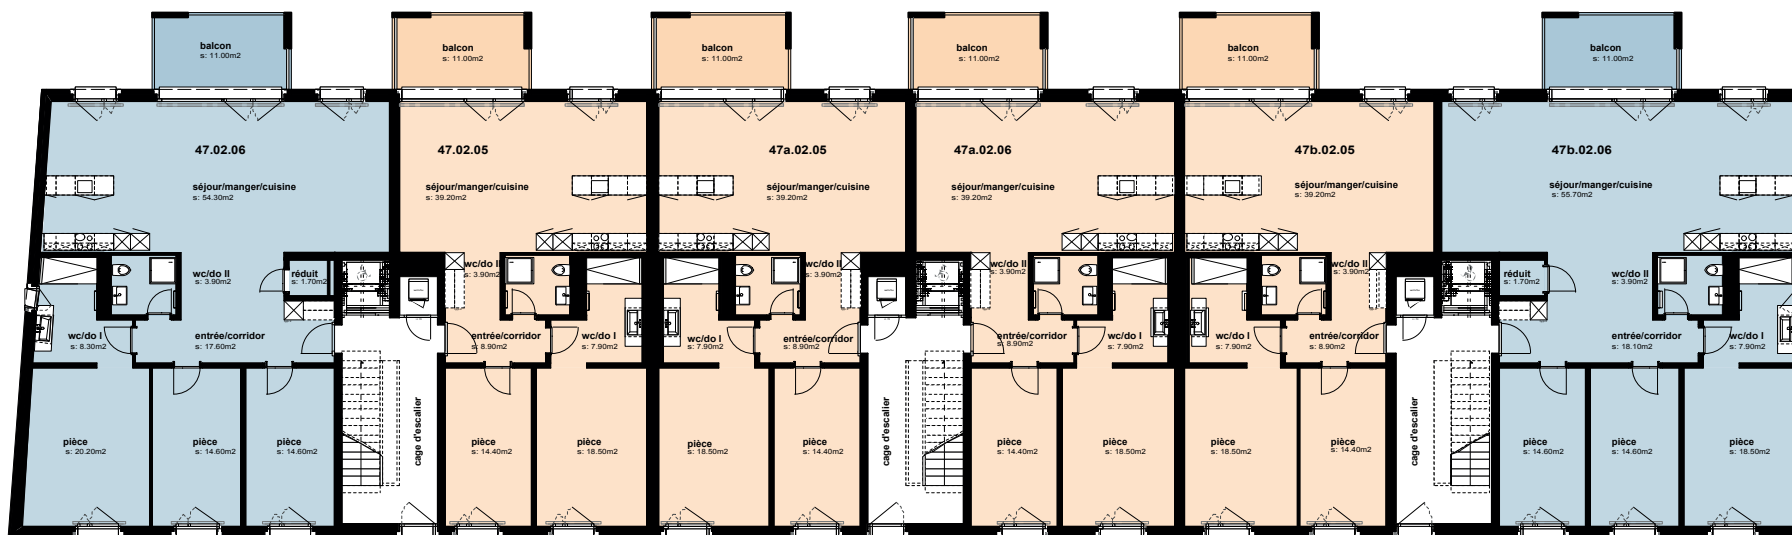 balcon
s: 11.00m2
balcon
s: 11.00m2
balcon
s: 11.00m2
balcon
s: 11.00m2
balcon
s: 11.00m2
balcon
s: 11.00m2
47.02.06
47.02.05
47a.02.05
47a.02.06
47b.02.05
47b.02.06
séjour/manger/cuisine
s: 54.30m2
séjour/manger/cuisine
s: 39.20m2
séjour/manger/cuisine
s: 39.20m2
séjour/manger/cuisine
s: 39.20m2
séjour/manger/cuisine
s: 39.20m2
séjour/manger/cuisine
s: 55.70m2
wc/do II
s: 3.90m2
réduit
s: 1.70m2
wc/do II
s: 3.90m2
wc/do II
s: 3.90m2
wc/do II
s: 3.90m2
wc/do II
s: 3.90m2
réduit
s: 1.70m2
wc/do II
s: 3.90m2
wc/do I
s: 8.30m2
entrée/corridor
s: 17.60m2
entrée/corridor
s: 8.90m2
wc/do I
s: 7.90m2
wc/do I
s: 7.90m2
entrée/corridor
s: 8.90m2
entrée/corridor
s: 8.90m2
wc/do I
s: 7.90m2
wc/do I
s: 7.90m2
entrée/corridor
s: 8.90m2
entrée/corridor
s: 18.10m2
wc/do I
s: 7.90m2
pièce
s: 20.20m2
pièce
s: 14.60m2
pièce
s: 14.60m2
cage d'escalier
pièce
s: 14.40m2
pièce
s: 18.50m2
pièce
s: 18.50m2
pièce
s: 14.40m2
cage d'escalier
pièce
s: 14.40m2
pièce
s: 18.50m2
pièce
s: 18.50m2
pièce
s: 14.40m2
cage d'escalier
pièce
s: 14.60m2
pièce
s: 14.60m2
pièce
s: 18.50m2